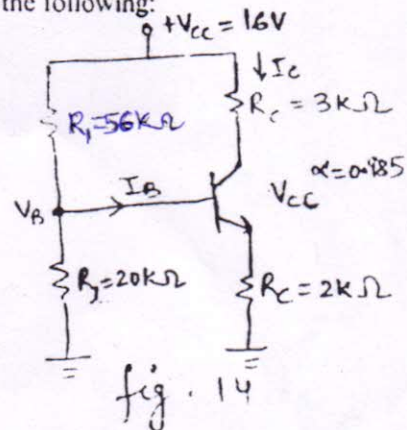 the following:
+Vcc = 16V
↓Ic
R₁=56KΩ
Rc = 3KΩ
α=0.985
VB
IB
Vcc
R₂=20KΩ
Rc = 2KΩ
fig. 14